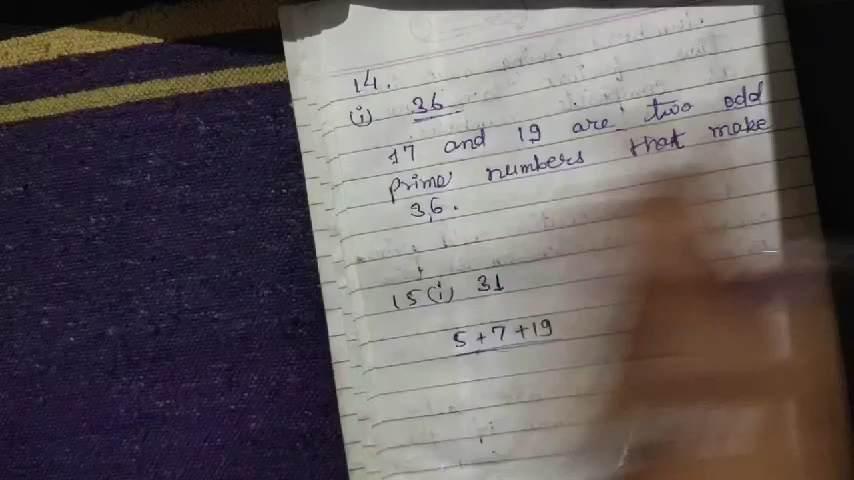 14.
(i) 36
17 and 19 are two odd
prime numbers that make
36.
15(i) 31
5+7+19